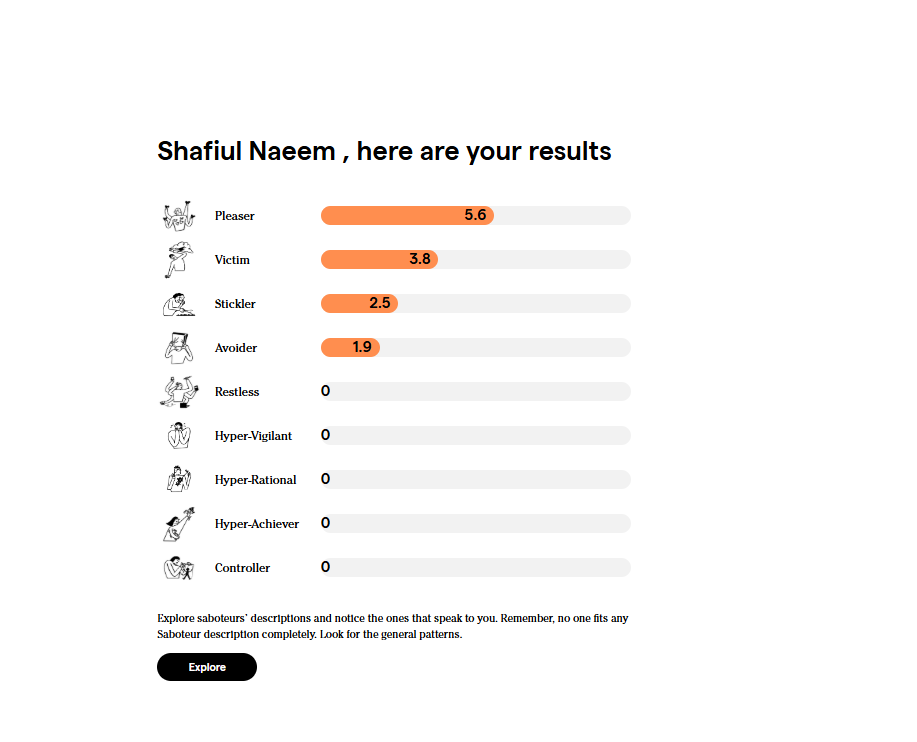 Shafiul Naeem , here are your results
Pleaser 5.6
Victim 3.8
Stickler 2.5
Avoider 1.9
Restless 0
Hyper-Vigilant 0
Hyper-Rational 0
Hyper-Achiever 0
Controller 0
Explore saboteurs' descriptions and notice the ones that speak to you. Remember, no one fits any
Saboteur description completely. Look for the general patterns.
Explore